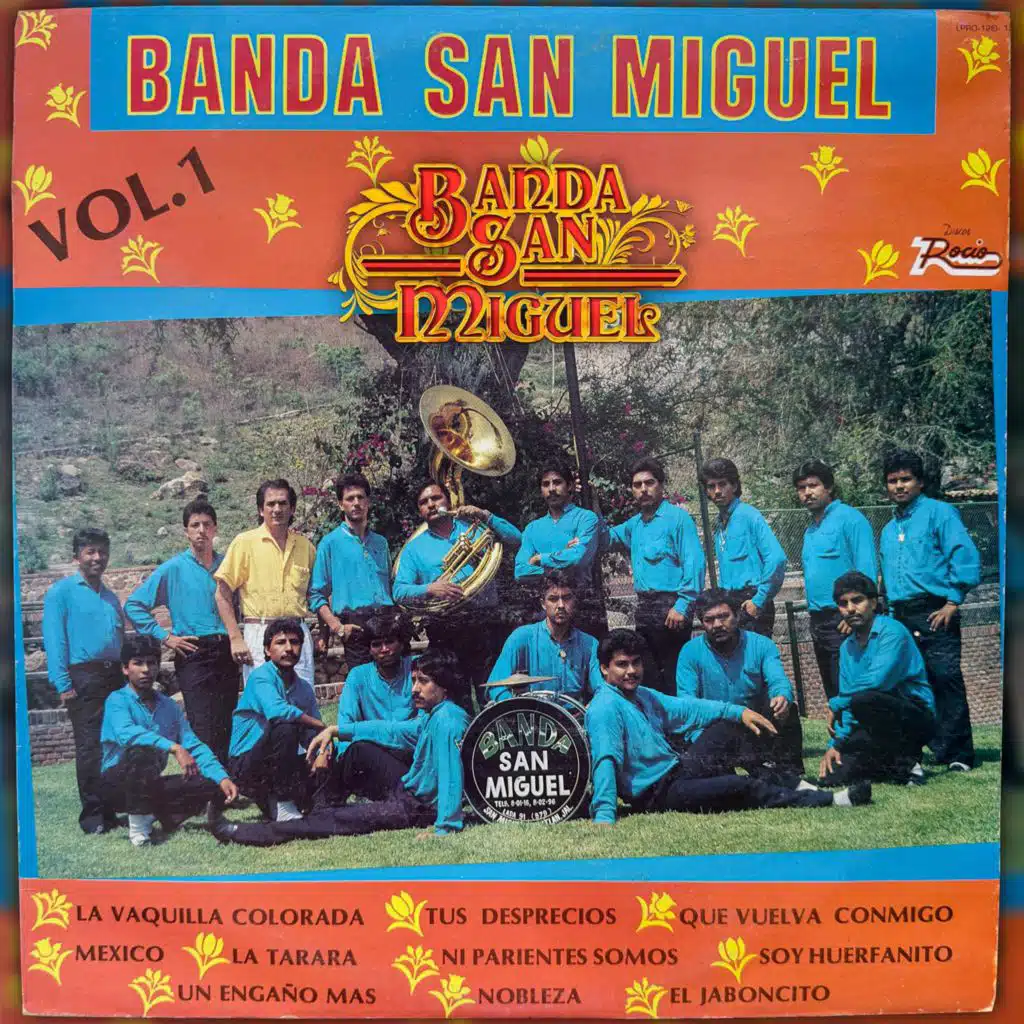 BANDA SAN MIGUEL
VOL.1
BANDA
SAN
MIGUEL
Discos
Rocio
BANDA
SAN
MIGUEL
LA VAQUILLA COLORADA TUS DESPRECIOS QUE VUELVA CONMIGO
MEXICO LA TARARA NI PARIENTES SOMOS SOY HUERFANITO
UN ENGAÑO MAS NOBLEZA EL JABONCITO